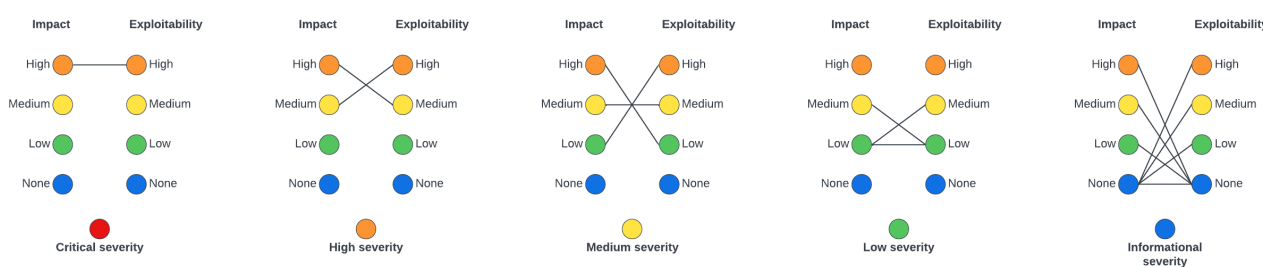 Impact Exploitability Impact Exploitability Impact Exploitability Impact Exploitability Impact Exploitability
High High High High High High High High High High
Medium Medium Medium Medium Medium Medium Medium Medium Medium Medium
Low Low Low Low Low Low Low Low Low Low
None None None None None None None None None None
Critical severity High severity Medium severity Low severity Informational
severity